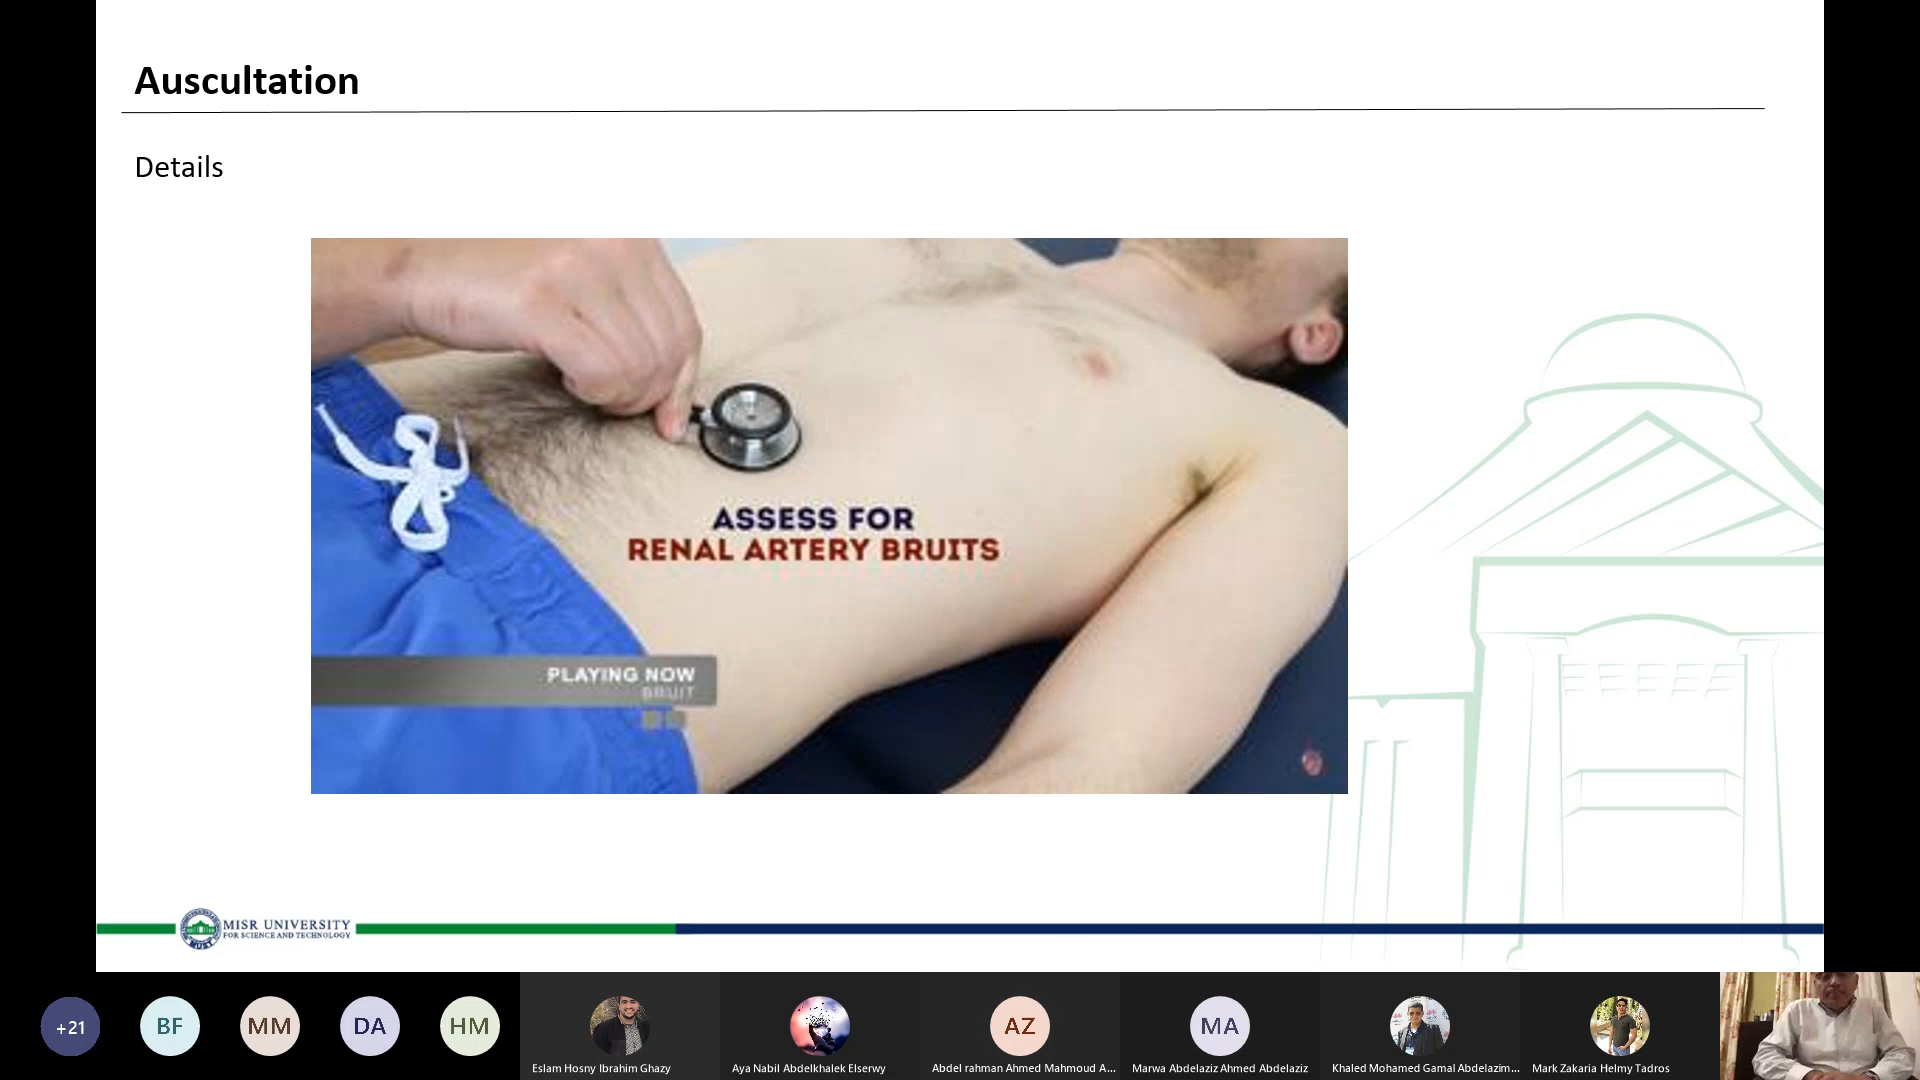 Auscultation
Details
ASSESS FOR
RENAL ARTERY BRUITS
PLAYING NOW
BRUIT
MISR UNIVERSITY
FOR SCIENCE AND TECHNOLOGY
MUST
+21
BF
MM
DA
HM
AZ
MA
Eslam Hosny Ibrahim Ghazy
Aya Nabil Abdelkhalek Elserwy
Abdel rahman Ahmed Mahmoud A...
Marwa Abdelaziz Ahmed Abdelaziz
Khaled Mohamed Gamal Abdelazim...
Mark Zakaria Helmy Tadros